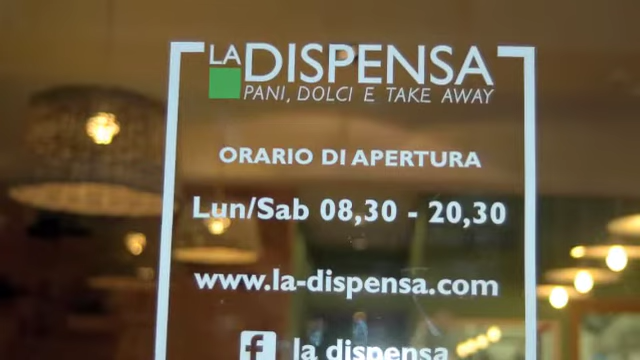 LA DISPENSA
PANI, DOLCI E TAKE AWAY
ORARIO DI APERTURA
Lun/Sab 08,30 - 20,30
www.la-dispensa.com
f la dispensa